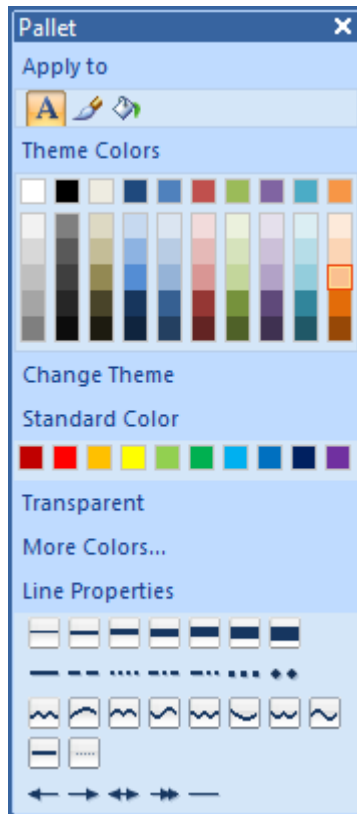 Pallet
Apply to
A
Theme Colors
Change Theme
Standard Color
Transparent
More Colors...
Line Properties